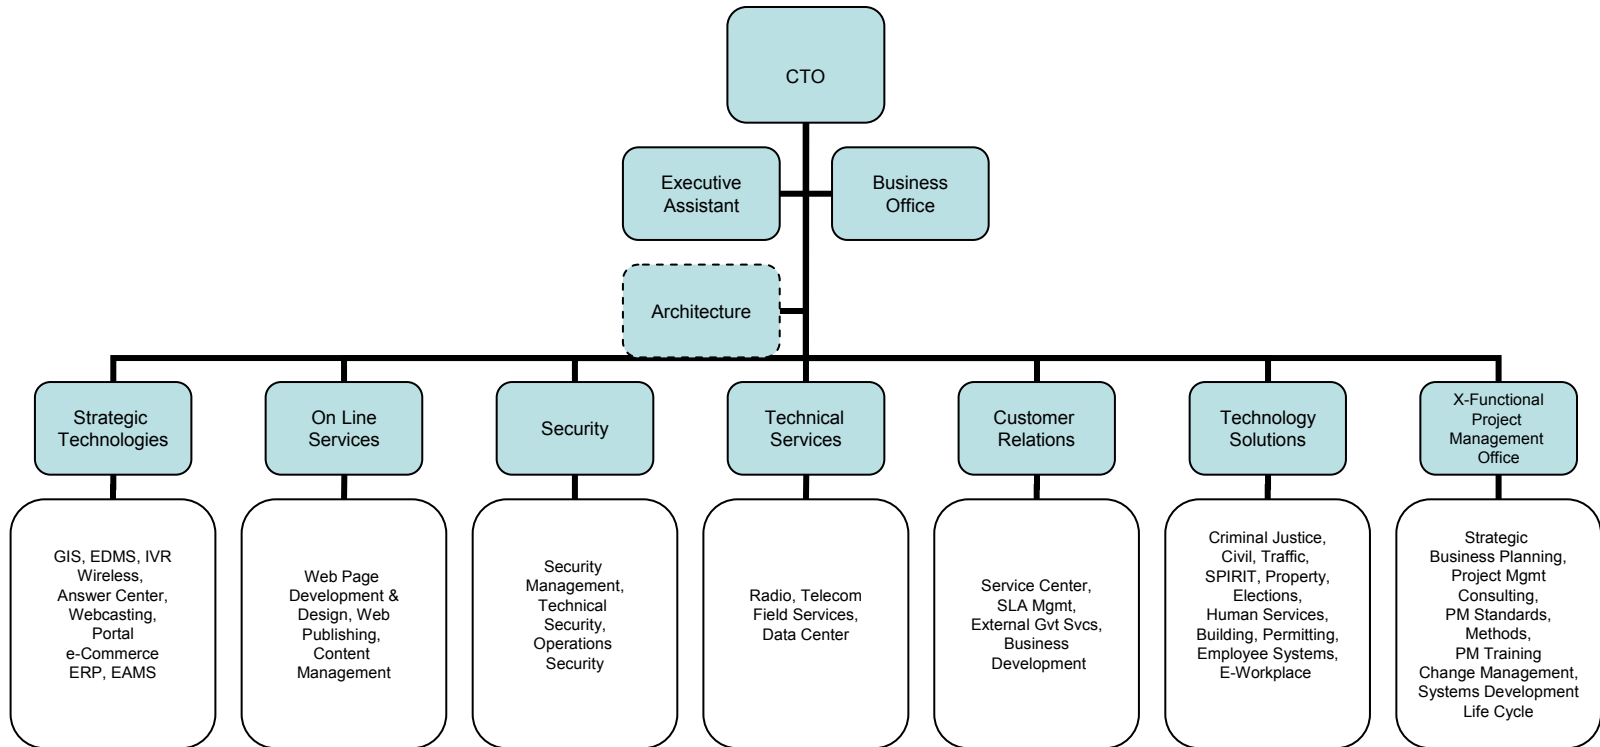 CTO
Executive
Assistant
Business
Office
Architecture
Strategic
Technologies
On Line
Services
Security
Technical
Services
Customer
Relations
Technology
Solutions
X-Functional
Project
Management
Office
GIS, EDMS, IVR
Wireless,
Answer Center,
Webcasting,
Portal
e-Commerce
ERP, EAMS
Web Page
Development &
Design, Web
Publishing,
Content
Management
Security
Management,
Technical
Security,
Operations
Security
Radio, Telecom
Field Services,
Data Center
Service Center,
SLA Mgmt,
External Gvt Svcs,
Business
Development
Criminal Justice,
Civil, Traffic,
SPIRIT, Property,
Elections,
Human Services,
Building, Permitting,
Employee Systems,
E-Workplace
Strategic
Business Planning,
Project Mgmt
Consulting,
PM Standards,
Methods,
PM Training
Change Management,
Systems Development
Life Cycle